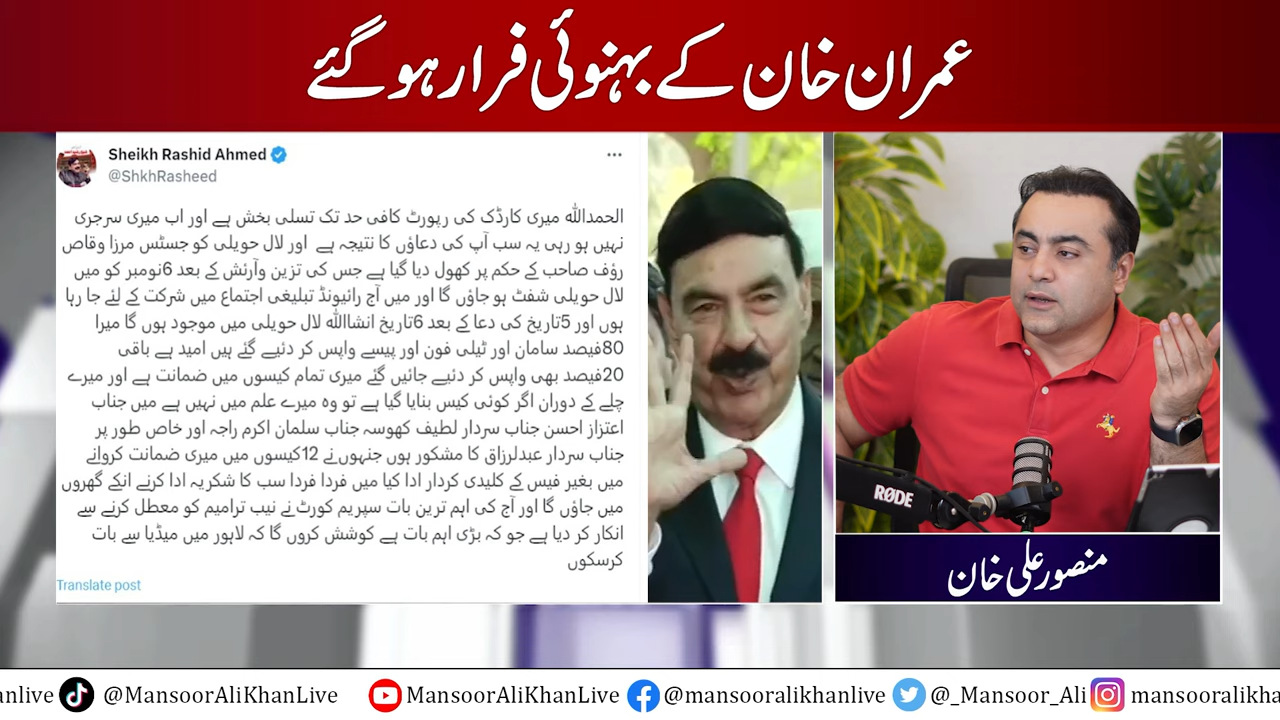 عمران خان کے بہنوئی فرار ہو گئے
Sheikh Rashid Ahmed
@ShkhRasheed
الحمدالله میری کارڈک کی رپورٹ کافی حد تک تسلی بخش ہے اور اب میری سرجری
نہیں ہو رہی یہ سب آپ کی دعاؤں کا نتیجہ ہے اور لال حویلی کو جسٹس مرزا وقاص
رؤف صاحب کے حکم پر کھول دیا گیا ہے جس کی تزین وآرئش کے بعد 6نومبر کو میں
لال حویلی شفٹ ہو جاؤں گا اور میں آج رانیونڈ تبلیغی اجتماع میں شرکت کے لئے جا رہا
ہوں اور 5تاریخ کی دعا کے بعد 6تاریخ انشاالله لال حویلی میں موجود ہوں گا میرا
80فیصد سامان اور ٹیلی فون اور پیسے واپس کر دئیے گئے ہیں امید ہے باقی
20فیصد بھی واپس کر دئیے جائیں گئے میری تمام کیسوں میں ضمانت ہے اور میرے
چلے کے دوران اگر کوئی کیس بنایا گیا ہے تو وہ میرے علم میں نہیں ہے میں جناب
اعتزاز احسن جناب سردار لطیف کھوسہ جناب سلمان اکرم راجہ اور خاص طور پر
جناب سردار عبدلرزاق کا مشکور ہوں جنہوں نے 12کیسوں میں میری ضمانت کروانے
میں بغیر فیس کے کلیدی کردار ادا کیا میں فردا فردا سب کا شکریہ ادا کرنے انکے گھروں
میں جاؤں گا اور آج کی اہم ترین بات سپریم کورٹ نے نیب ترامیم کو معطل کرنے سے
انکار کر دیا ہے جو کہ بڑی اہم بات ہے کوشش کروں گا کہ لاہور میں میڈیا سے بات
کرسکوں
Translate post
RØDE
منصور علی خان
anlive @MansoorAliKhanLive MansoorAliKhanLive @mansooralikhanlive @_Mansoor_Ali mansooralikha